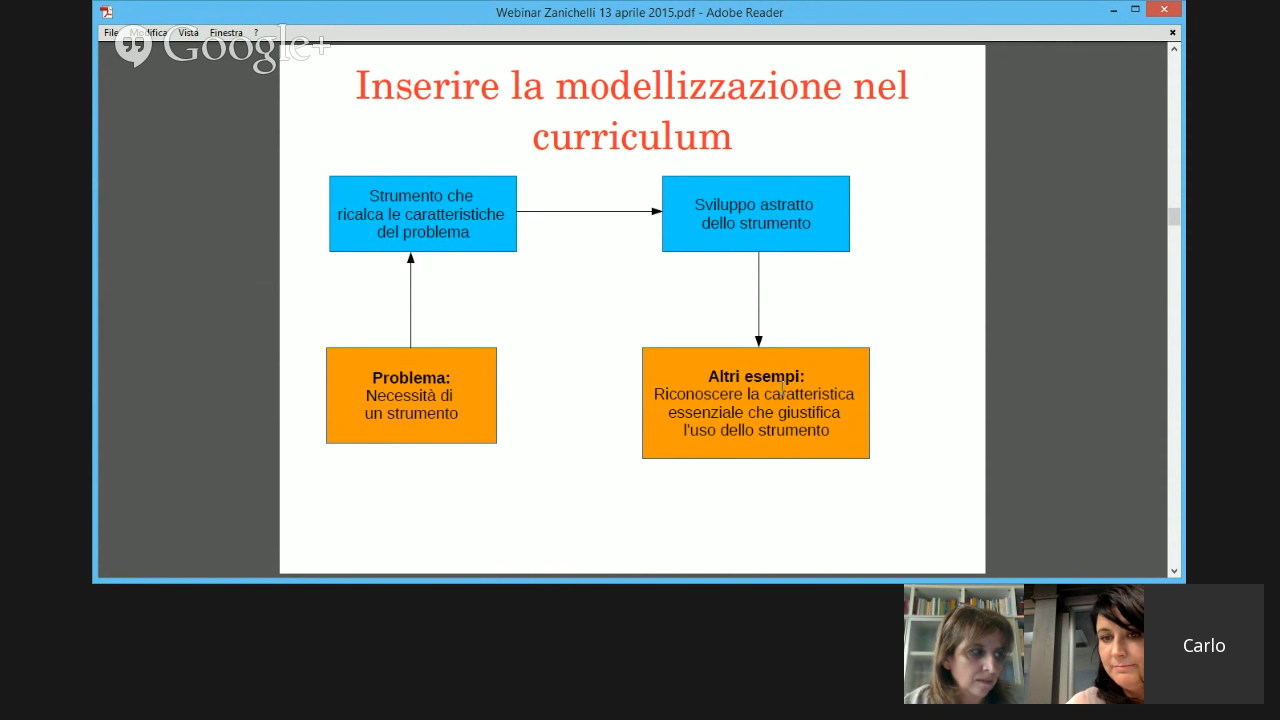 Webinar Zanichelli 13 aprile 2015.pdf - Adobe Reader
File Modifica Vista Finestra ?
Google+
Inserire la modellizzazione nel
curriculum
Strumento che
ricalca le caratteristiche
del problema
Sviluppo astratto
dello strumento
Problema:
Necessità di
un strumento
Altri esempi:
Riconoscere la caratteristica
essenziale che giustifica
l'uso dello strumento
Carlo